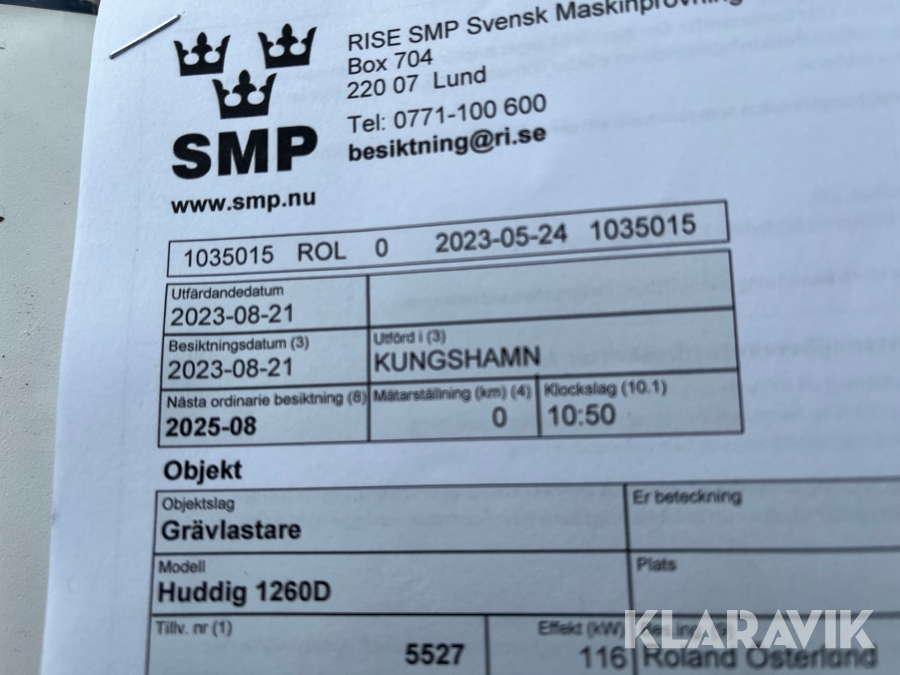 RISE SMP Svensk Maskinprovning
Box 704
220 07 Lund
Tel: 0771-100 600
besiktning@ri.se
SMP
www.smp.nu
1035015 ROL 0 2023-05-24 1035015
Utfärdandedatum
2023-08-21
Besiktningsdatum (3) Utförd i (3)
2023-08-21 KUNGSHAMN
Nästa ordinarie besiktning (8) Mätarställning (km) (4) Klockslag (10.1)
2025-08 0 10:50
Objekt
Objektslag Er beteckning
Grävlastare
Modell Plats
Huddig 1260D
Tillv. nr (1) Effekt (kW)
5527 116 Roland Österlund
KLARAVIK